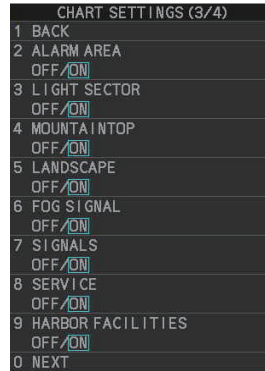 CHART SETTINGS (3/4)
1 BACK
2 ALARM AREA
OFF/ON
3 LIGHT SECTOR
OFF/ON
4 MOUNTAINTOP
OFF/ON
5 LANDSCAPE
OFF/ON
6 FOG SIGNAL
OFF/ON
7 SIGNALS
OFF/ON
8 SERVICE
OFF/ON
9 HARBOR FACILITIES
OFF/ON
0 NEXT